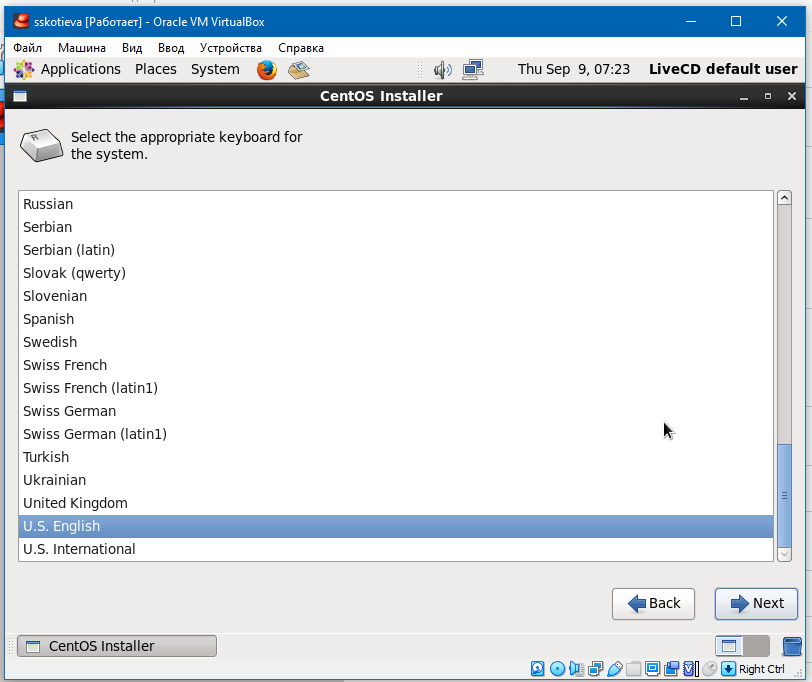 sskotieva [Работает] - Oracle VM VirtualBox
Файл Машина Вид Ввод Устройства Справка
Applications Places System Thu Sep 9, 07:23 LiveCD default user
CentOS Installer
Select the appropriate keyboard for
the system.
Russian
Serbian
Serbian (latin)
Slovak (qwerty)
Slovenian
Spanish
Swedish
Swiss French
Swiss French (latin1)
Swiss German
Swiss German (latin1)
Turkish
Ukrainian
United Kingdom
U.S. English
U.S. International
Back Next
CentOS Installer
Right Ctrl